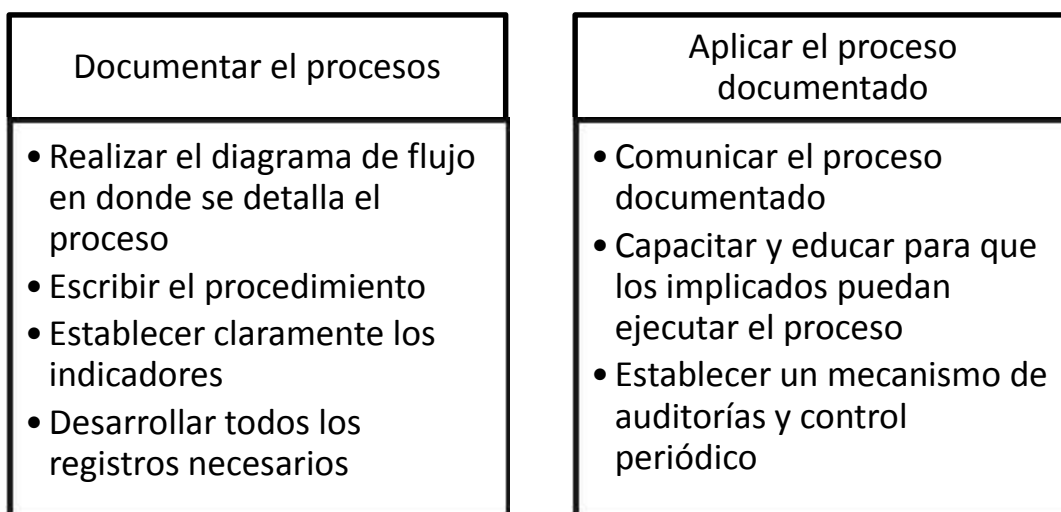 Documentar el procesos
• Realizar el diagrama de flujo
en donde se detalla el
proceso
• Escribir el procedimiento
• Establecer claramente los
indicadores
• Desarrollar todos los
registros necesarios
Aplicar el proceso
documentado
• Comunicar el proceso
documentado
• Capacitar y educar para que
los implicados puedan
ejecutar el proceso
• Establecer un mecanismo de
auditorías y control
periódico